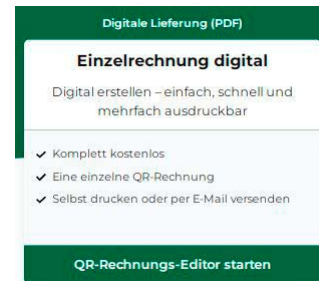 Digitale Lieferung (PDF)
Einzelrechnung digital
Digital erstellen – einfach, schnell und
mehrfach ausdruckbar
Komplett kostenlos
Eine einzelne QR-Rechnung
Selbst drucken oder per E-Mail versenden
QR-Rechnungs-Editor starten